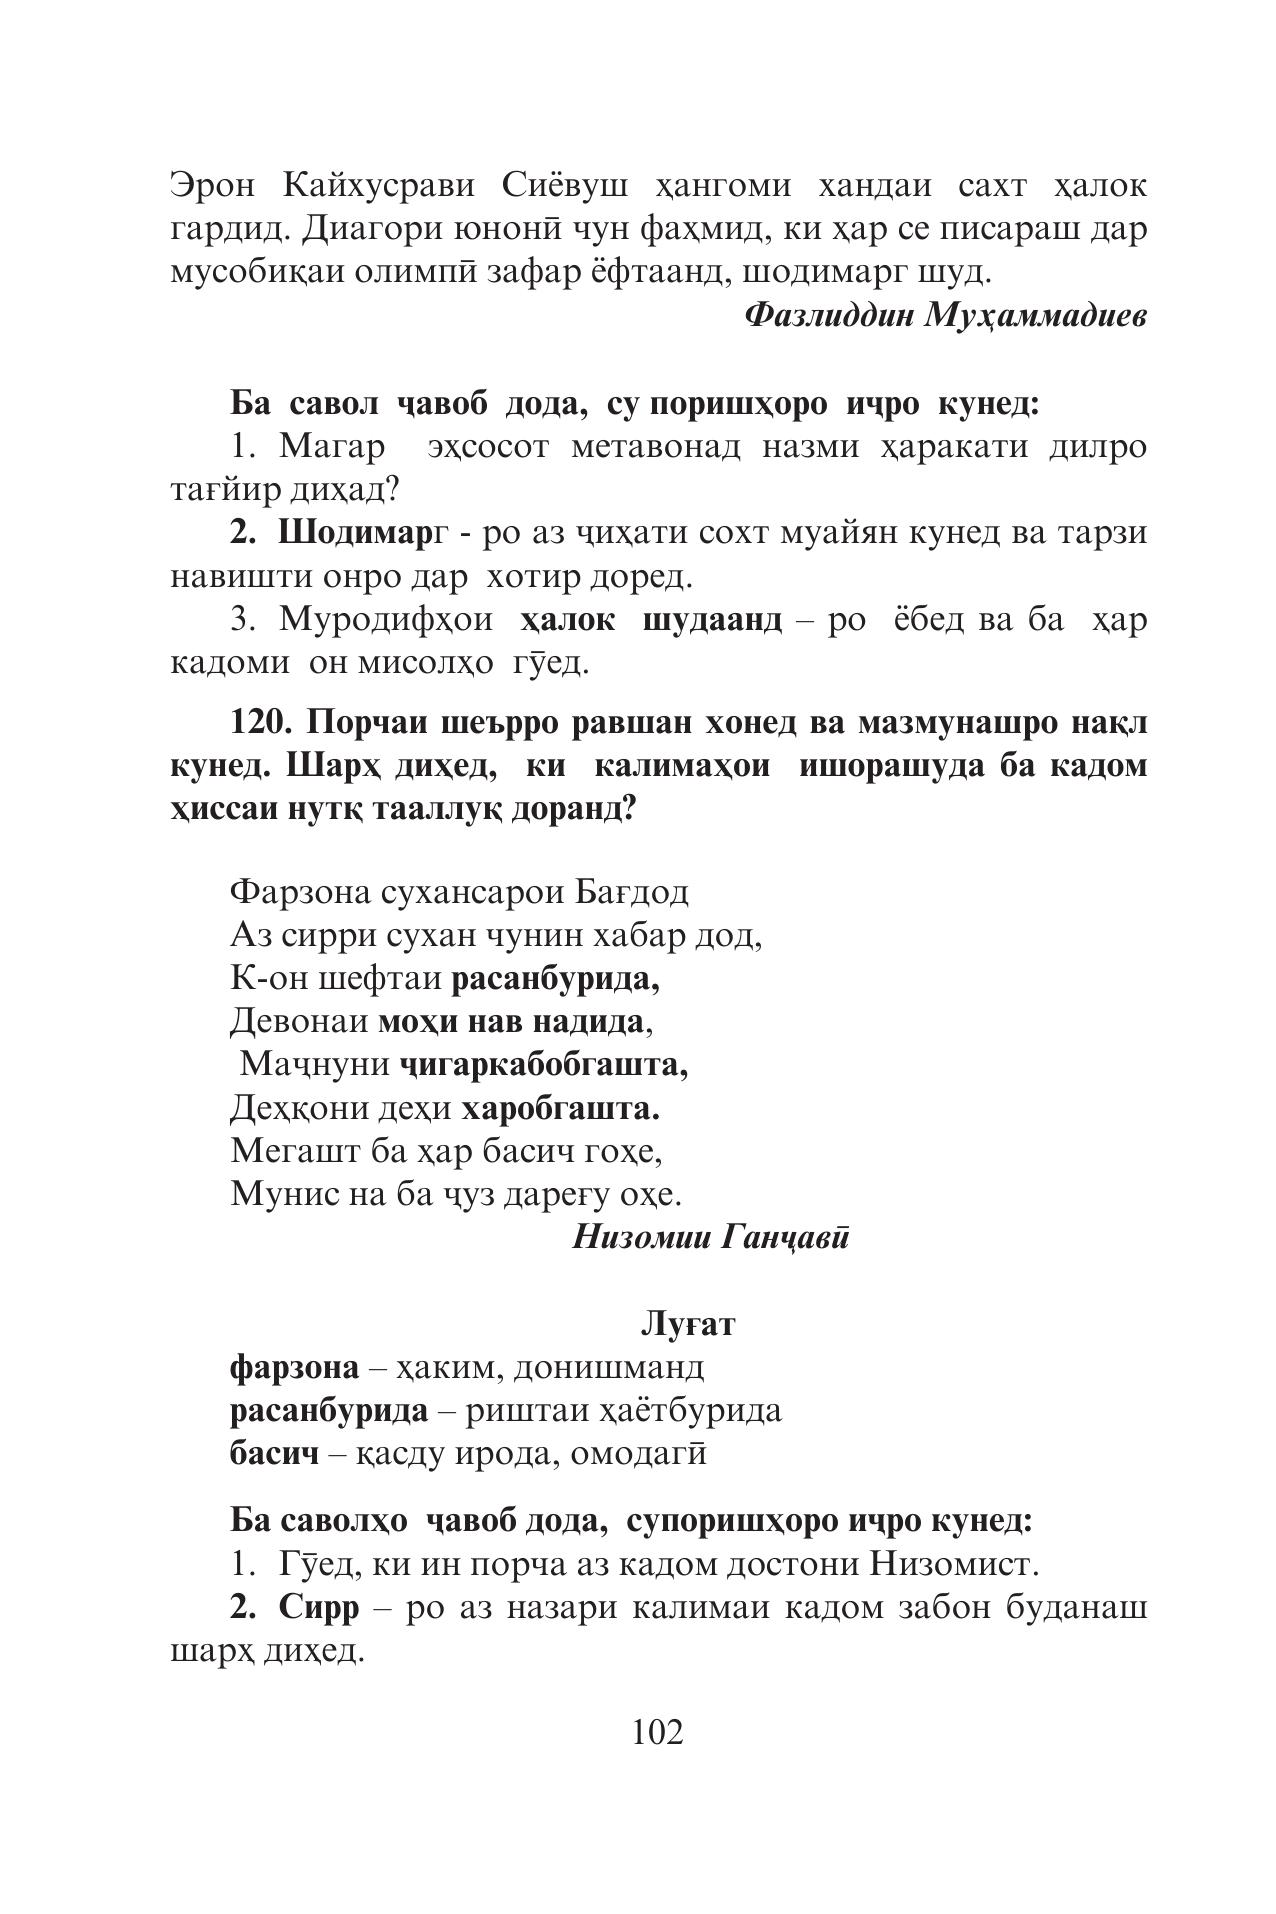 Эрон Кайхусрави Сиёвуш ҳангоми хандаи сахт ҳалок
гардид. Диагори юнонӣ чун фаҳмид, ки ҳар се писараш дар
мусобиқаи олимпӣ зафар ёфтаанд, шодимарг шуд.
Фазлиддин Муҳаммадиев
Ба савол ҷавоб дода, су поришҳоро иҷро кунед:
1. Магар эҳсосот метавонад назми ҳаракати дилро
тағйир диҳад?
2. Шодимарг - ро аз ҷиҳати сохт муайян кунед ва тарзи
навишти онро дар хотир доред.
3. Муродифҳои ҳалок шудаанд – ро ёбед ва ба ҳар
кадоми он мисолҳо гӯед.
120. Порчаи шеърро равшан хонед ва мазмунашро нақл
кунед. Шарҳ диҳед, ки калимаҳои ишорашуда ба кадом
ҳиссаи нутқ тааллуқ доранд?
Фарзона сухансарои Бағдод
Аз сирри сухан чунин хабар дод,
К-он шефтаи расанбурида,
Девонаи моҳи нав надида,
Маҷнуни ҷигаркабобгашта,
Деҳқони деҳи харобгашта.
Мегашт ба ҳар басич гоҳе,
Мунис на ба ҷуз дареғу оҳе.
Низомии Ганҷавӣ
Луғат
фарзона – ҳаким, донишманд
расанбурида – риштаи ҳаётбурида
басич – қасду ирода, омодагӣ
Ба саволҳо ҷавоб дода, супоришҳоро иҷро кунед:
1. Гӯед, ки ин порча аз кадом достони Низомист.
2. Сирр – ро аз назари калимаи кадом забон буданаш
шарҳ диҳед.
102